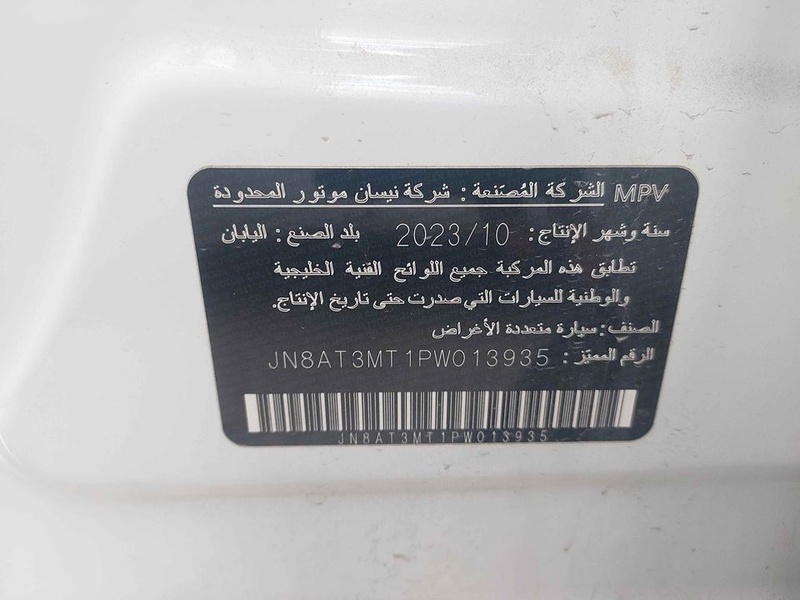 MPV الشركة المُصَنعة : شركة نيسان موتور المحدودة
سنة وشهر الإنتاج : 2023/10 بلد الصنع : اليابان
تطابق هذه المركبة جميع اللوائح الفنية الخليجية
والوطنية للسيارات التي صدرت حتى تاريخ الإنتاج.
الصنف : سيارة متعددة الأغراض
الرقم المميّز : JN8AT3MT1PW013935
JN8AT3MT1PW013935